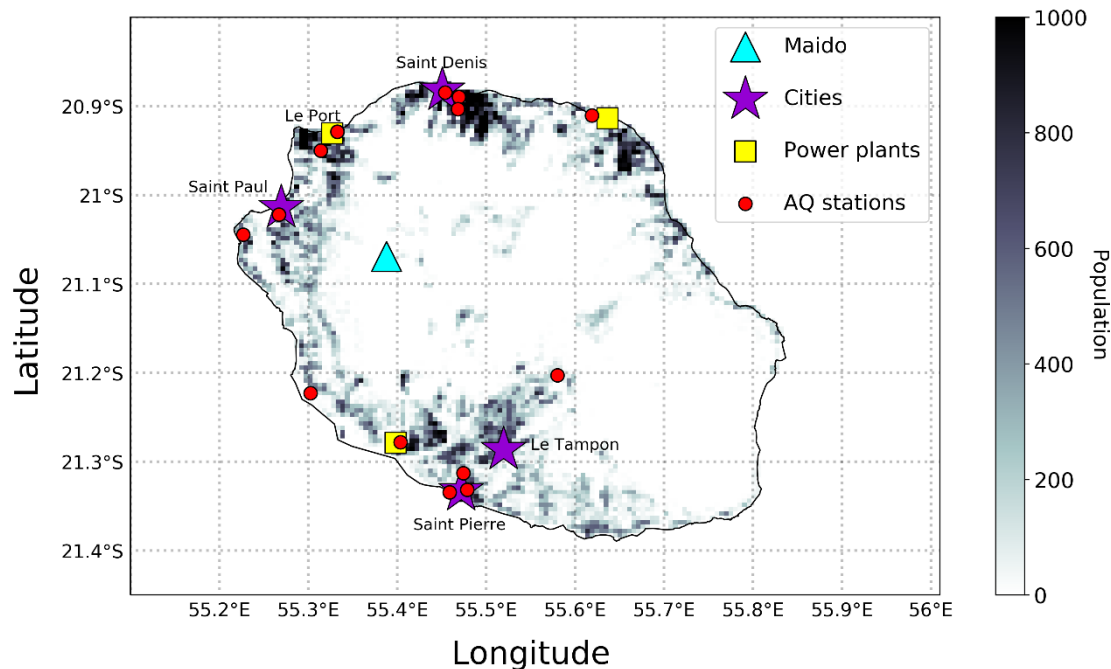 Saint Denis
Le Port
Saint Paul
Le Tampon
Saint Pierre
Maido
Cities
Power plants
AQ stations
20.9°S
21°S
21.1°S
21.2°S
21.3°S
21.4°S
Latitude
55.2°E 55.3°E 55.4°E 55.5°E 55.6°E 55.7°E 55.8°E 55.9°E 56°E
Longitude
1000
800
600
400
200
0
Population